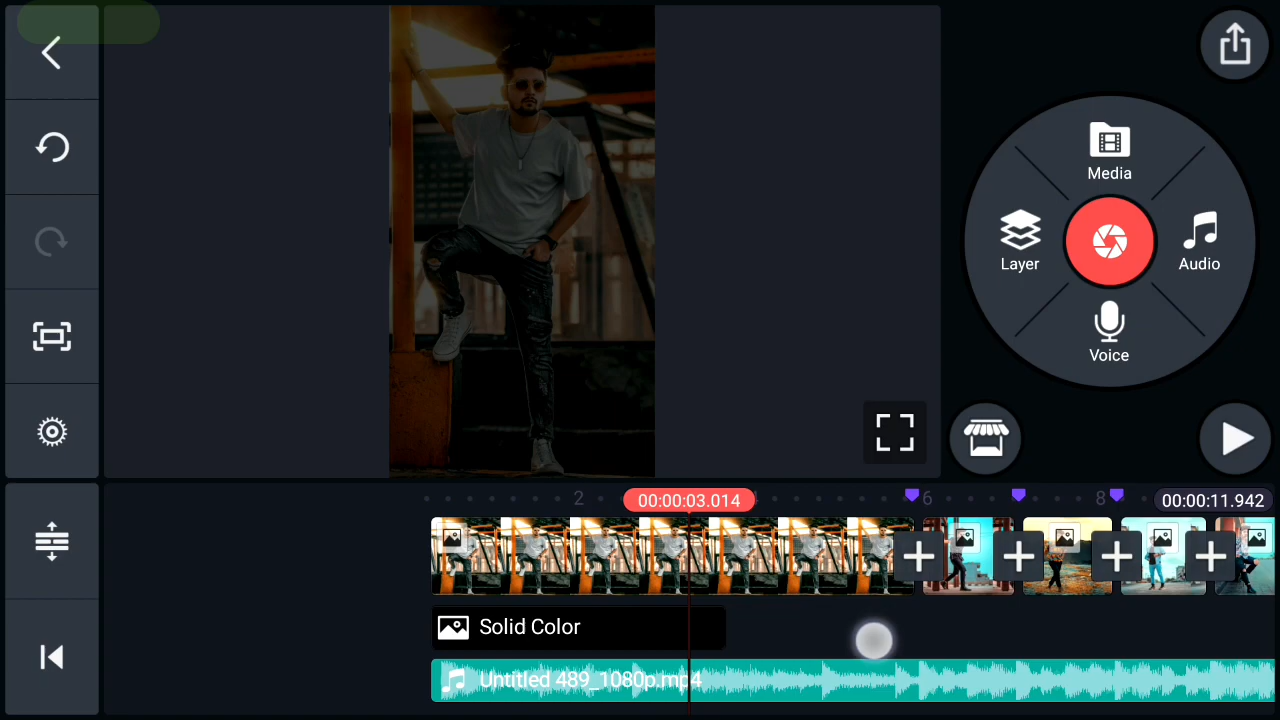 Media
Layer
Audio
Voice
2
00:00:03.014
6
8
00:00:11.942
Solid Color
Untitled 489_1080p.mp4